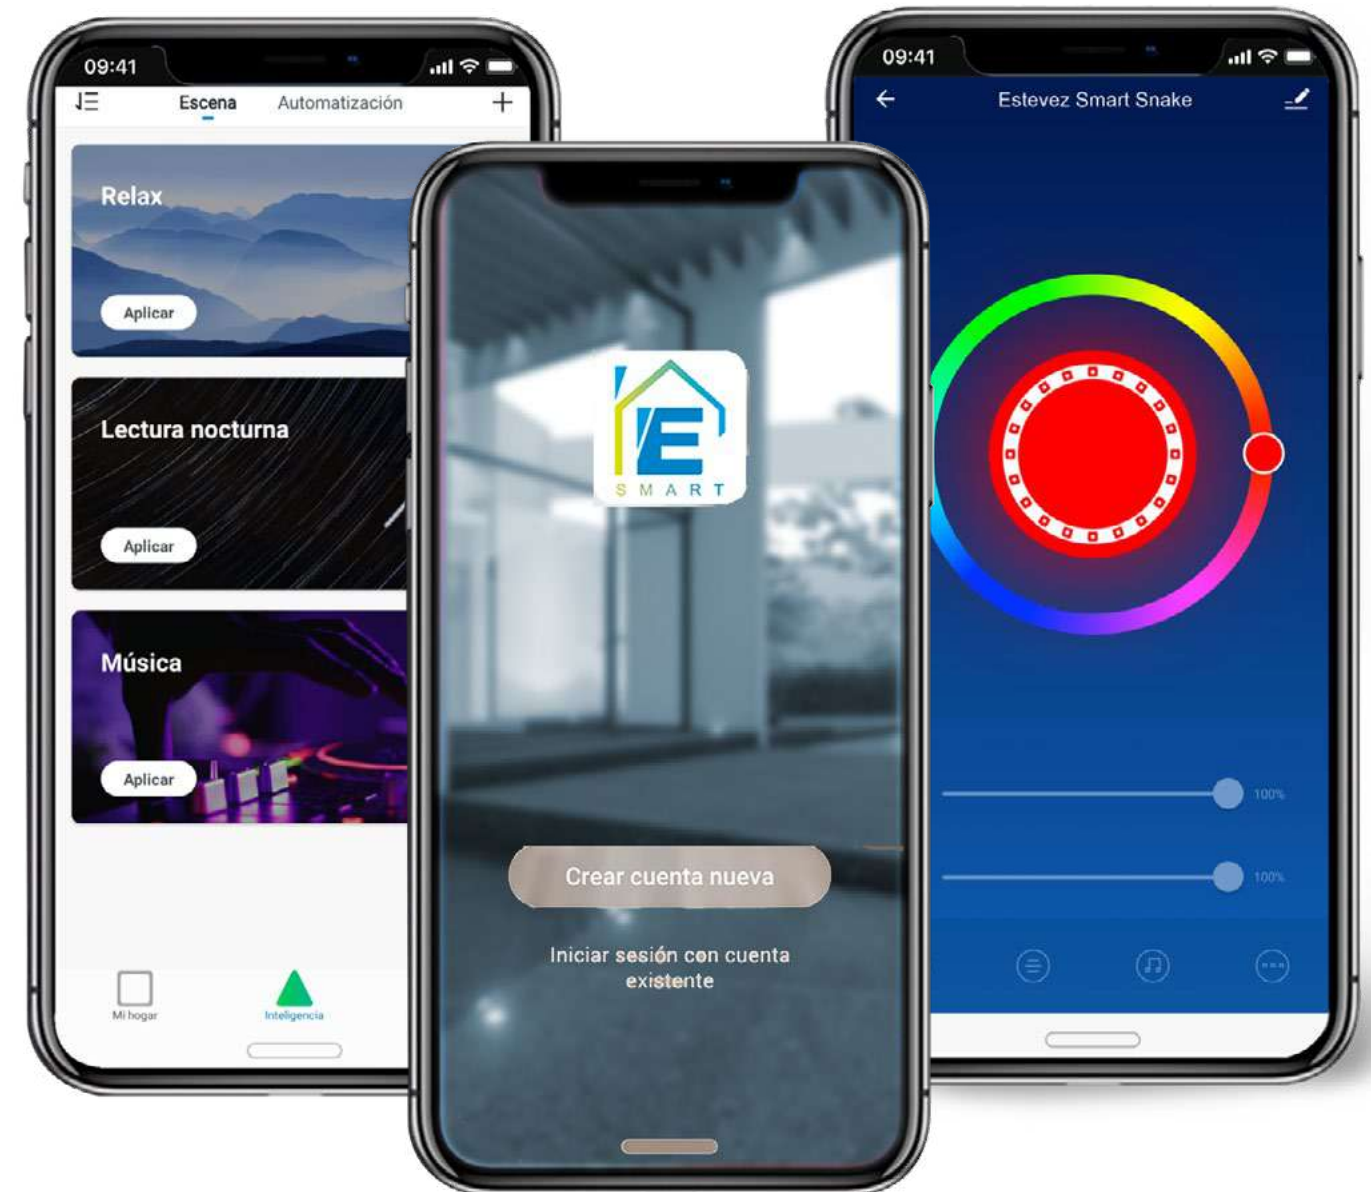 09:41
Escena Automatización
Relax
Aplicar
Lectura nocturna
Aplicar
Música
Aplicar
Mi hogar Inteligencia
E
SMART
Crear cuenta nueva
Iniciar sesión con cuenta
existente
09:41
Estevez Smart Snake
100%
100%